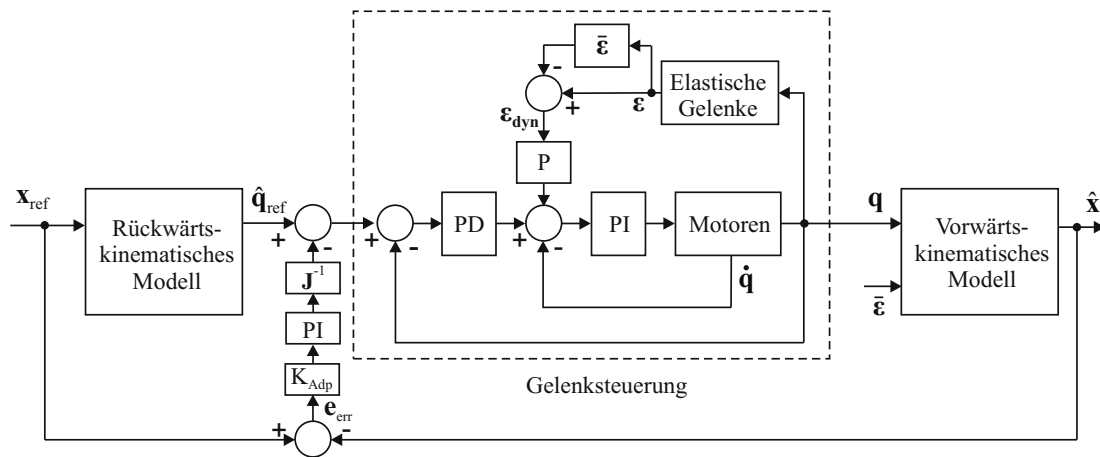 ε̄
-
+
ε
Elastische
Gelenke
ε_dyn
P
x_ref
Rückwärts-
kinematisches
Modell
q̂_ref
+
-
+
-
PD
+
-
PI
Motoren
q̇
q
Vorwärts-
kinematisches
Modell
x̂
ε̄
J⁻¹
PI
K_Adp
e_err
+
-
Gelenksteuerung